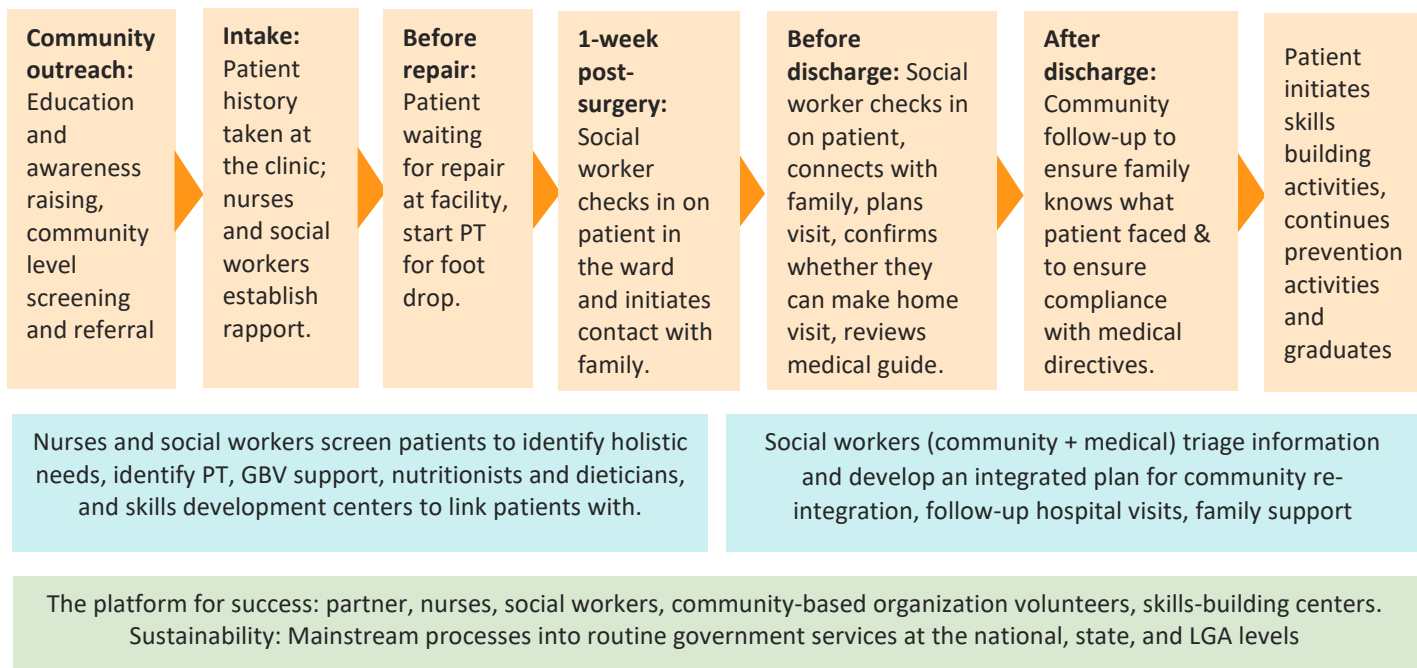 Community
outreach:
Education
and
awareness
raising,
community
level
screening
and referral
Intake:
Patient
history
taken at
the clinic;
nurses
and social
workers
establish
rapport.
Before
repair:
Patient
waiting
for repair
at facility,
start PT
for foot
drop.
1-week
post-
surgery:
Social
worker
checks in on
patient in
the ward
and initiates
contact with
family.
Before
discharge: Social
worker checks in
on patient,
connects with
family, plans
visit, confirms
whether they
can make home
visit, reviews
medical guide.
After
discharge:
Community
follow-up to
ensure family
knows what
patient faced &
to ensure
compliance
with medical
directives.
Patient
initiates
skills
building
activities,
continues
prevention
activities
and
graduates
Nurses and social workers screen patients to identify holistic
needs, identify PT, GBV support, nutritionists and dieticians,
and skills development centers to link patients with.
Social workers (community + medical) triage information
and develop an integrated plan for community re-
integration, follow-up hospital visits, family support
The platform for success: partner, nurses, social workers, community-based organization volunteers, skills-building centers.
Sustainability: Mainstream processes into routine government services at the national, state, and LGA levels